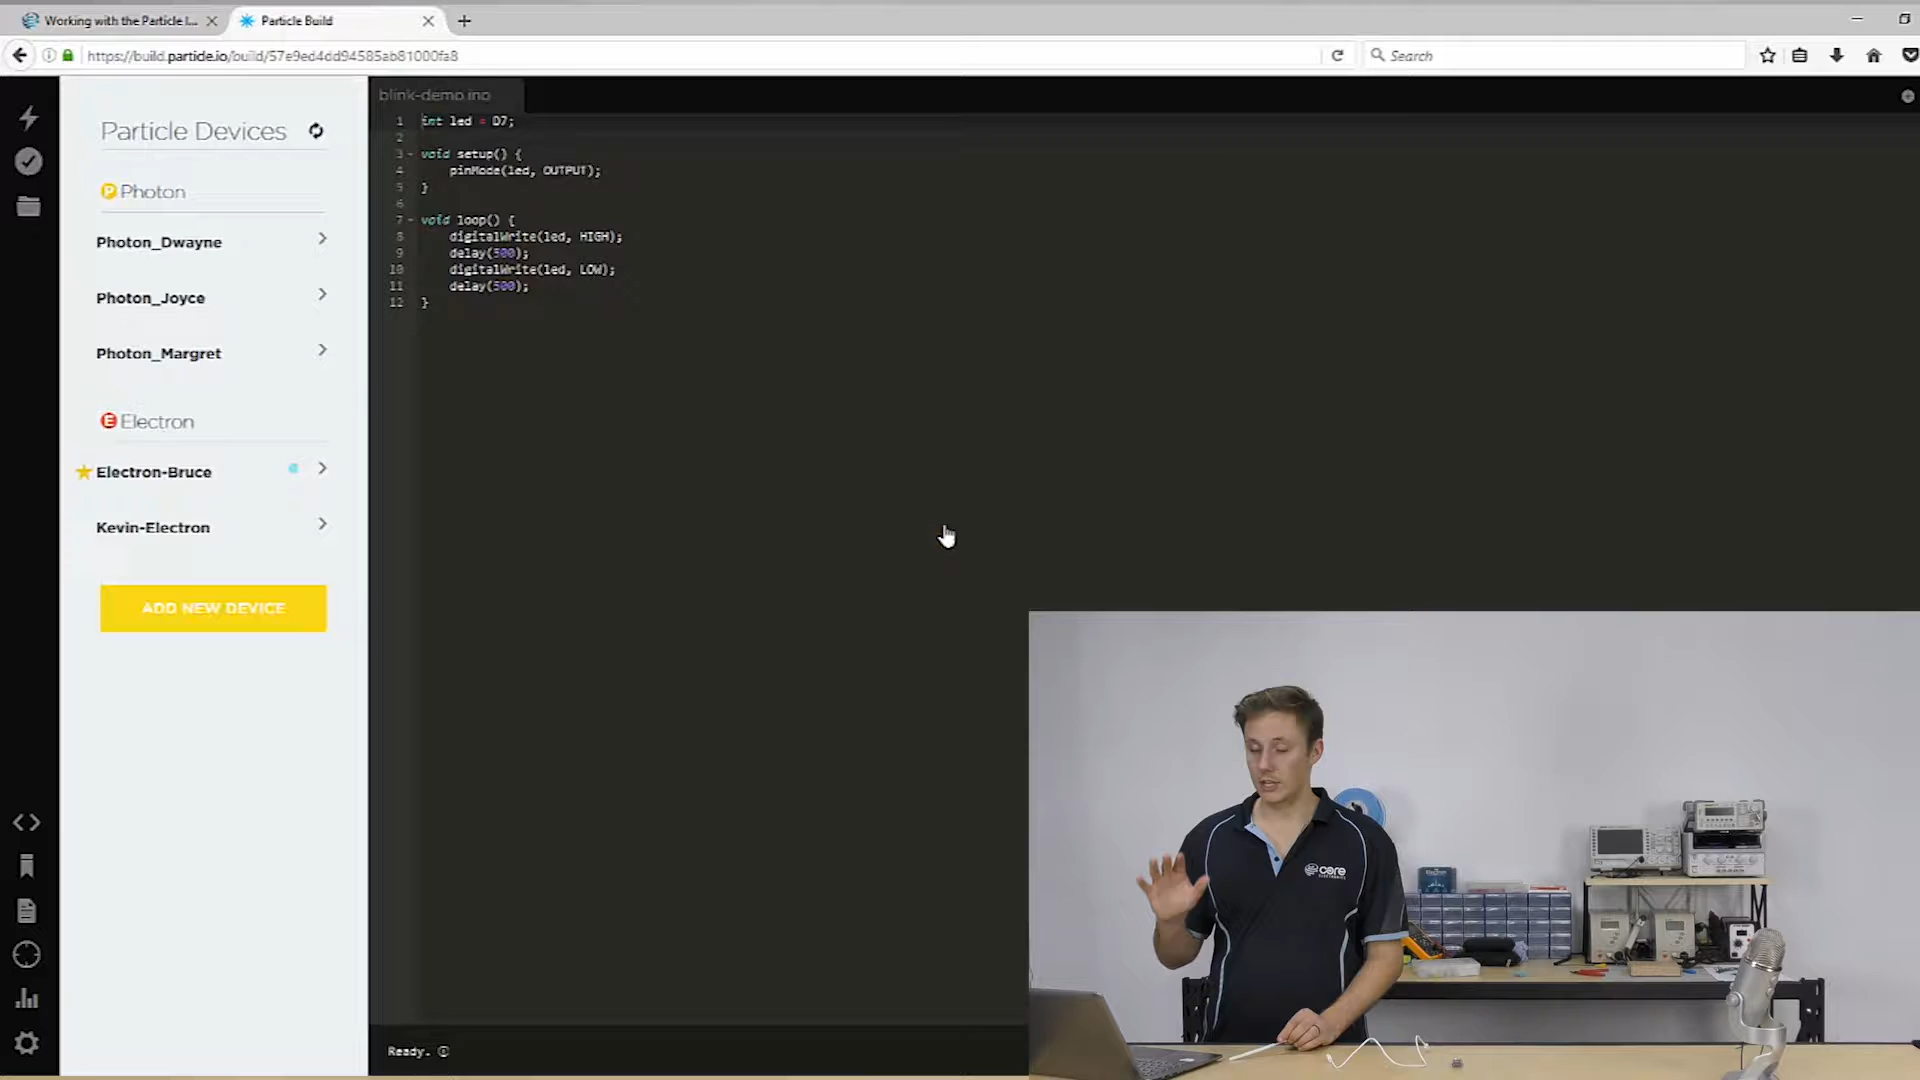 Working with the Particle I...
Particle Build
https://build.particle.io/build/57e9ed4dd94585ab81000fa8
Search
Particle Devices
Photon
Photon_Dwayne
Photon_Joyce
Photon_Margret
Electron
Electron-Bruce
Kevin-Electron
ADD NEW DEVICE
blink-demo.ino
1 int led = D7;
2
3 void setup() {
4 pinMode(led, OUTPUT);
5 }
6
7 void loop() {
8 digitalWrite(led, HIGH);
9 delay(500);
10 digitalWrite(led, LOW);
11 delay(500);
12 }
Ready.
core
ELECTRONICS